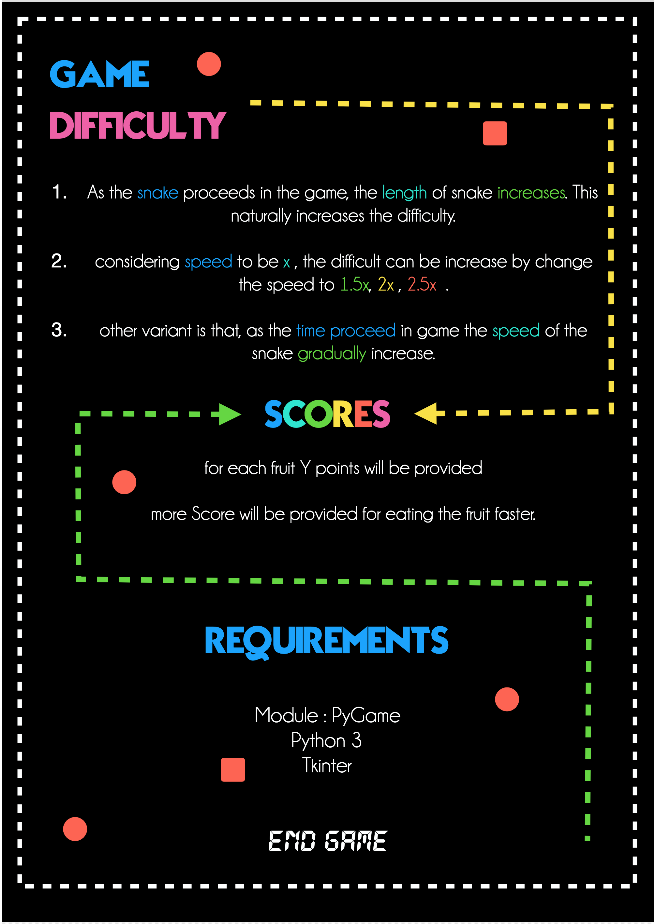 GAME
DIFFICULTY
1. As the snake proceeds in the game, the length of snake increases. This
naturally increases the difficulty.
2. considering speed to be x , the difficult can be increase by change
the speed to 1.5x, 2x , 2.5x .
3. other variant is that, as the time proceed in game the speed of the
snake gradually increase.
SCORES
for each fruit Y points will be provided
more Score will be provided for eating the fruit faster.
REQUIREMENTS
Module : PyGame
Python 3
Tkinter
END GAME